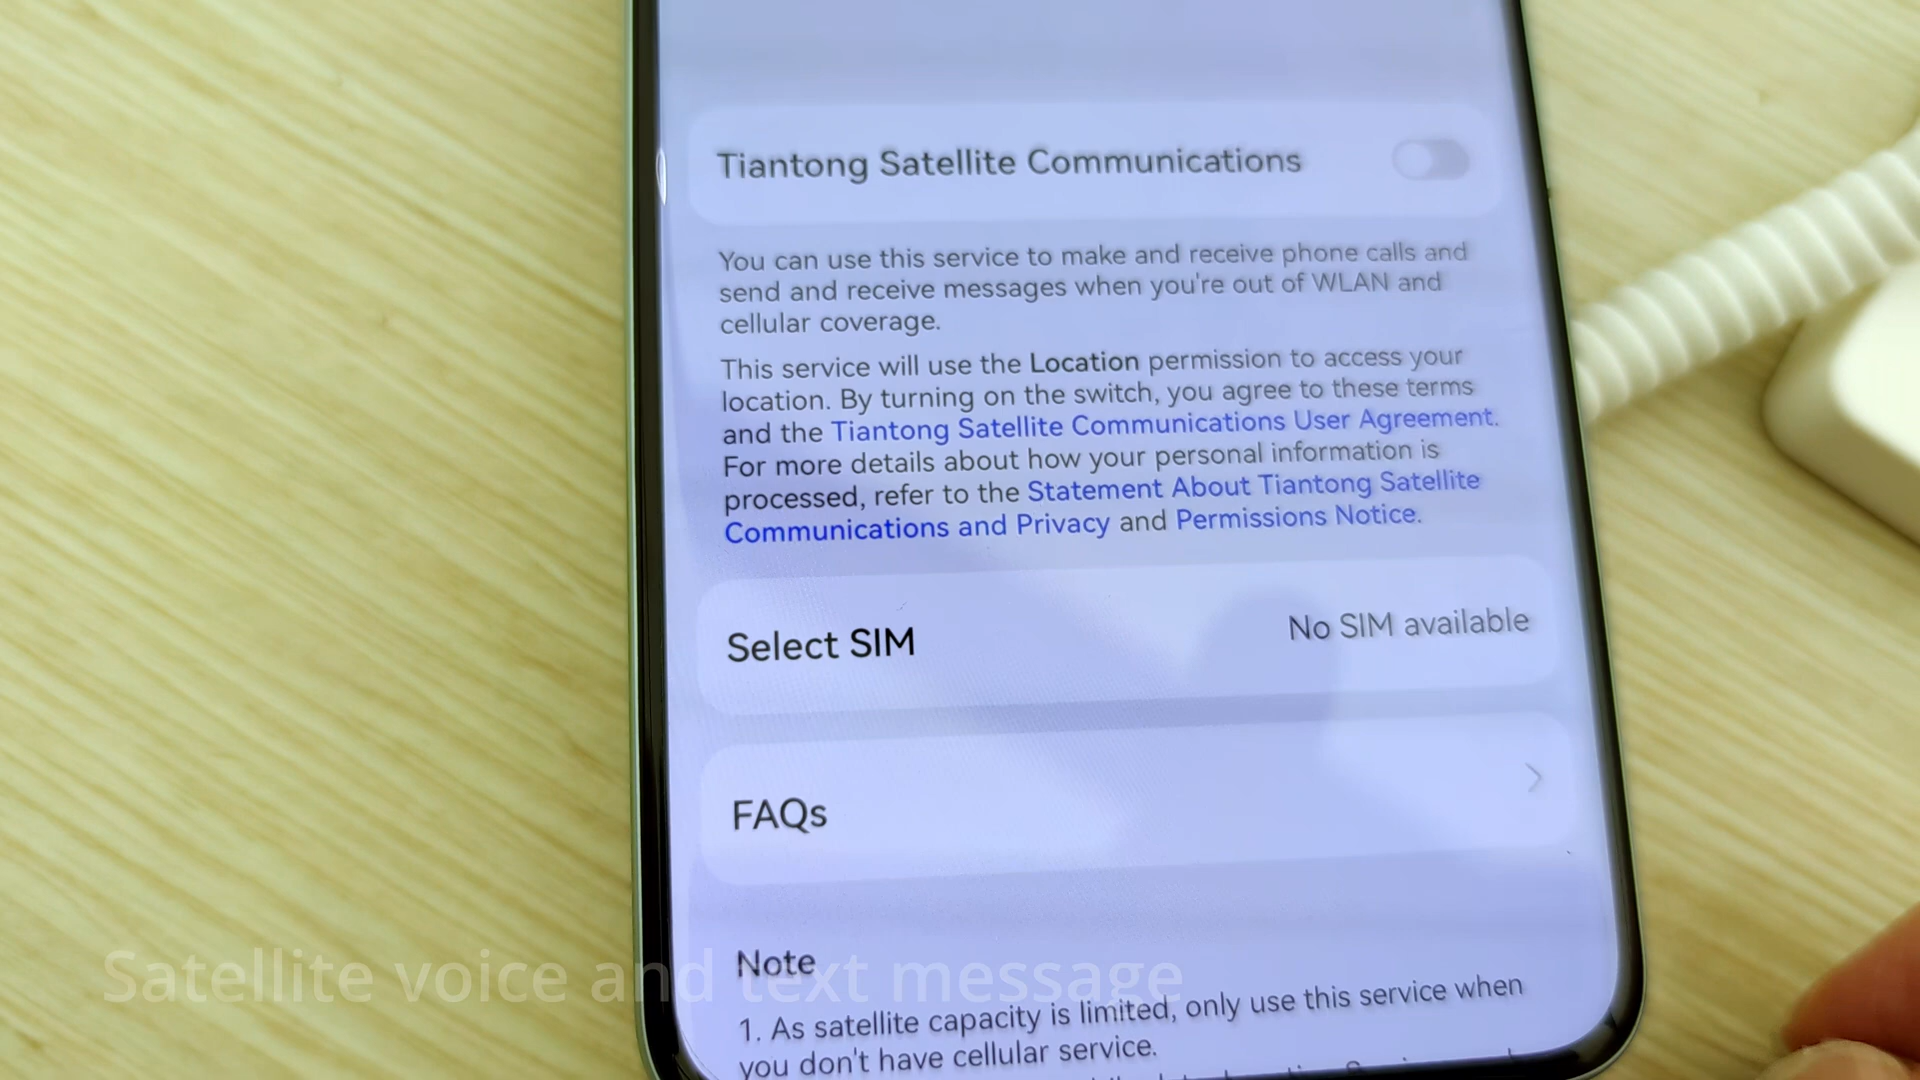 Tiantong Satellite Communications
You can use this service to make and receive phone calls and
send and receive messages when you're out of WLAN and
cellular coverage.
This service will use the Location permission to access your
location. By turning on the switch, you agree to these terms
and the Tiantong Satellite Communications User Agreement.
For more details about how your personal information is
processed, refer to the Statement About Tiantong Satellite
Communications and Privacy and Permissions Notice.
Select SIM
No SIM available
FAQs
Note
1. As satellite capacity is limited, only use this service when
you don't have cellular service.
Satellite voice and text message